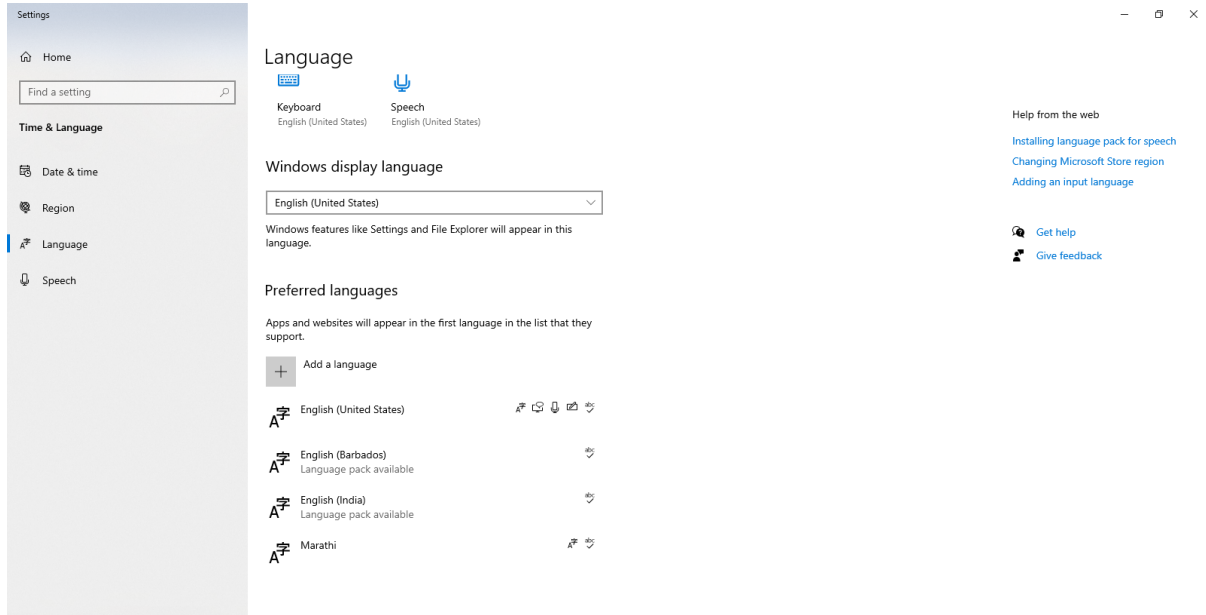 Settings
Home
Find a setting
Time & Language
Date & time
Region
Language
Speech
Language
Keyboard
English (United States)
Speech
English (United States)
Windows display language
English (United States)
Windows features like Settings and File Explorer will appear in this
language.
Preferred languages
Apps and websites will appear in the first language in the list that they
support.
Add a language
English (United States)
English (Barbados)
Language pack available
English (India)
Language pack available
Marathi
Help from the web
Installing language pack for speech
Changing Microsoft Store region
Adding an input language
Get help
Give feedback